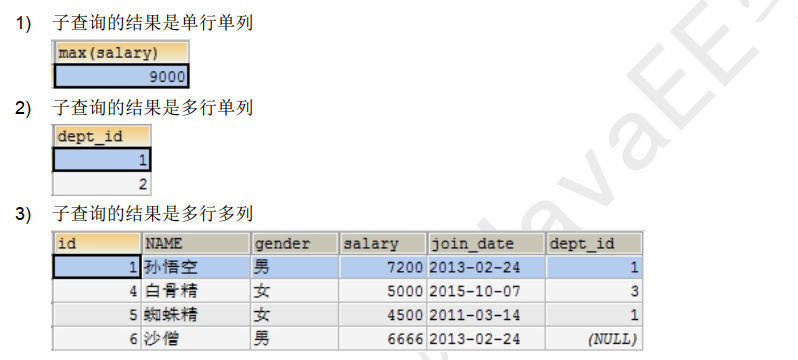 1) 子查询的结果是单行单列
max(salary)
9000
2) 子查询的结果是多行单列
dept_id
1
2
3) 子查询的结果是多行多列
id NAME gender salary join_date dept_id
1 孙悟空 男 7200 2013-02-24 1
4 白骨精 女 5000 2015-10-07 3
5 蜘蛛精 女 4500 2011-03-14 1
6 沙僧 男 6666 2013-02-24 (NULL)
JavaEE